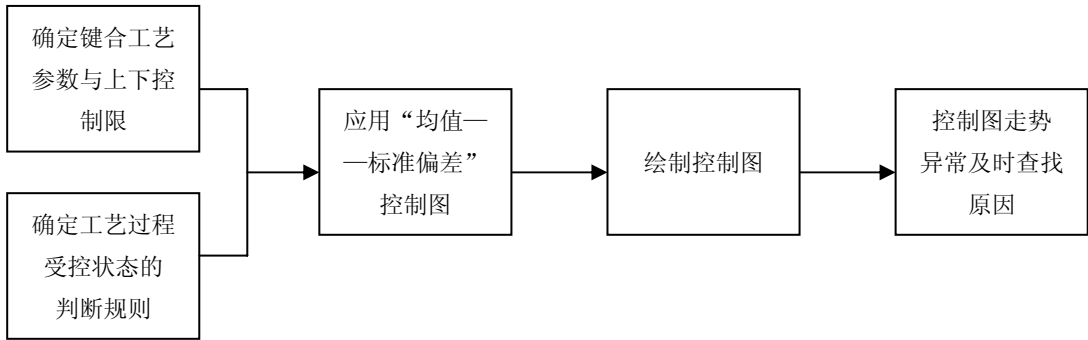 确定键合工艺
参数与上下控
制限
确定工艺过程
受控状态的
判断规则
应用“均值—
—标准偏差”
控制图
绘制控制图
控制图走势
异常及时查找
原因